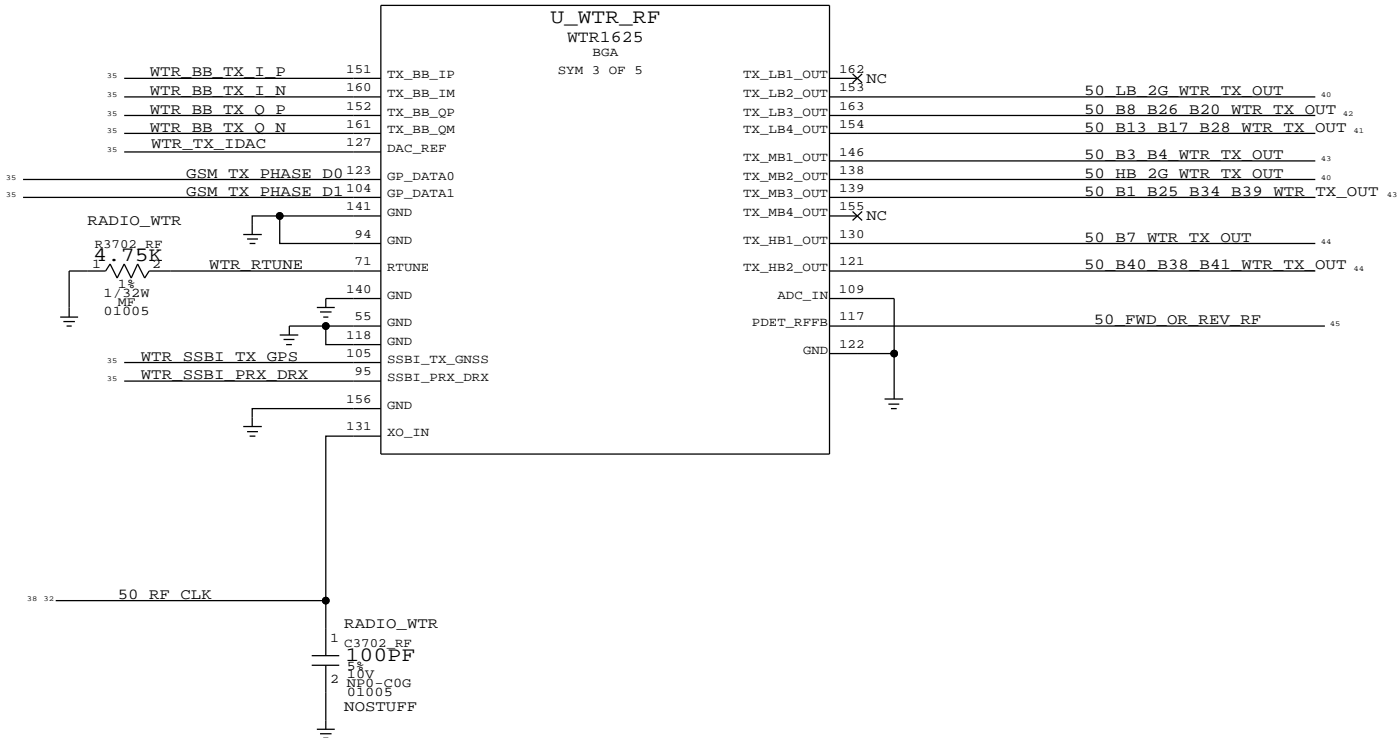 U_WTR_RF
WTR1625
BGA
SYM 3 OF 5
35 WTR_BB_TX_I_P 151 TX_BB_IP
35 WTR_BB_TX_I_N 160 TX_BB_IM
35 WTR_BB_TX_Q_P 152 TX_BB_QP
35 WTR_BB_TX_Q_N 161 TX_BB_QM
35 WTR_TX_IDAC 127 DAC_REF
35 GSM_TX_PHASE_D0 123 GP_DATA0
35 GSM_TX_PHASE_D1 104 GP_DATA1
141 GND
94 GND
RADIO_WTR
R3702_RF
4.75K
1 2
1%
1/32W
MF
01005
WTR_RTUNE 71 RTUNE
140 GND
55 GND
118 GND
35 WTR_SSBI_TX_GPS 105 SSBI_TX_GNSS
35 WTR_SSBI_PRX_DRX 95 SSBI_PRX_DRX
156 GND
131 XO_IN
TX_LB1_OUT 162 NC
TX_LB2_OUT 153 50_LB_2G_WTR_TX_OUT 40
TX_LB3_OUT 163 50_B8_B26_B20_WTR_TX_OUT 42
TX_LB4_OUT 154 50_B13_B17_B28_WTR_TX_OUT 41
TX_MB1_OUT 146 50_B3_B4_WTR_TX_OUT 43
TX_MB2_OUT 138 50_HB_2G_WTR_TX_OUT 40
TX_MB3_OUT 139 50_B1_B25_B34_B39_WTR_TX_OUT 43
TX_MB4_OUT 155 NC
TX_HB1_OUT 130 50_B7_WTR_TX_OUT 44
TX_HB2_OUT 121 50_B40_B38_B41_WTR_TX_OUT 44
ADC_IN 109
PDET_RFFB 117 50_FWD_OR_REV_RF 45
GND 122
38 32 50_RF_CLK
RADIO_WTR
1 C3702_RF
100PF
5%
10V
2 NP0-C0G
01005
NOSTUFF